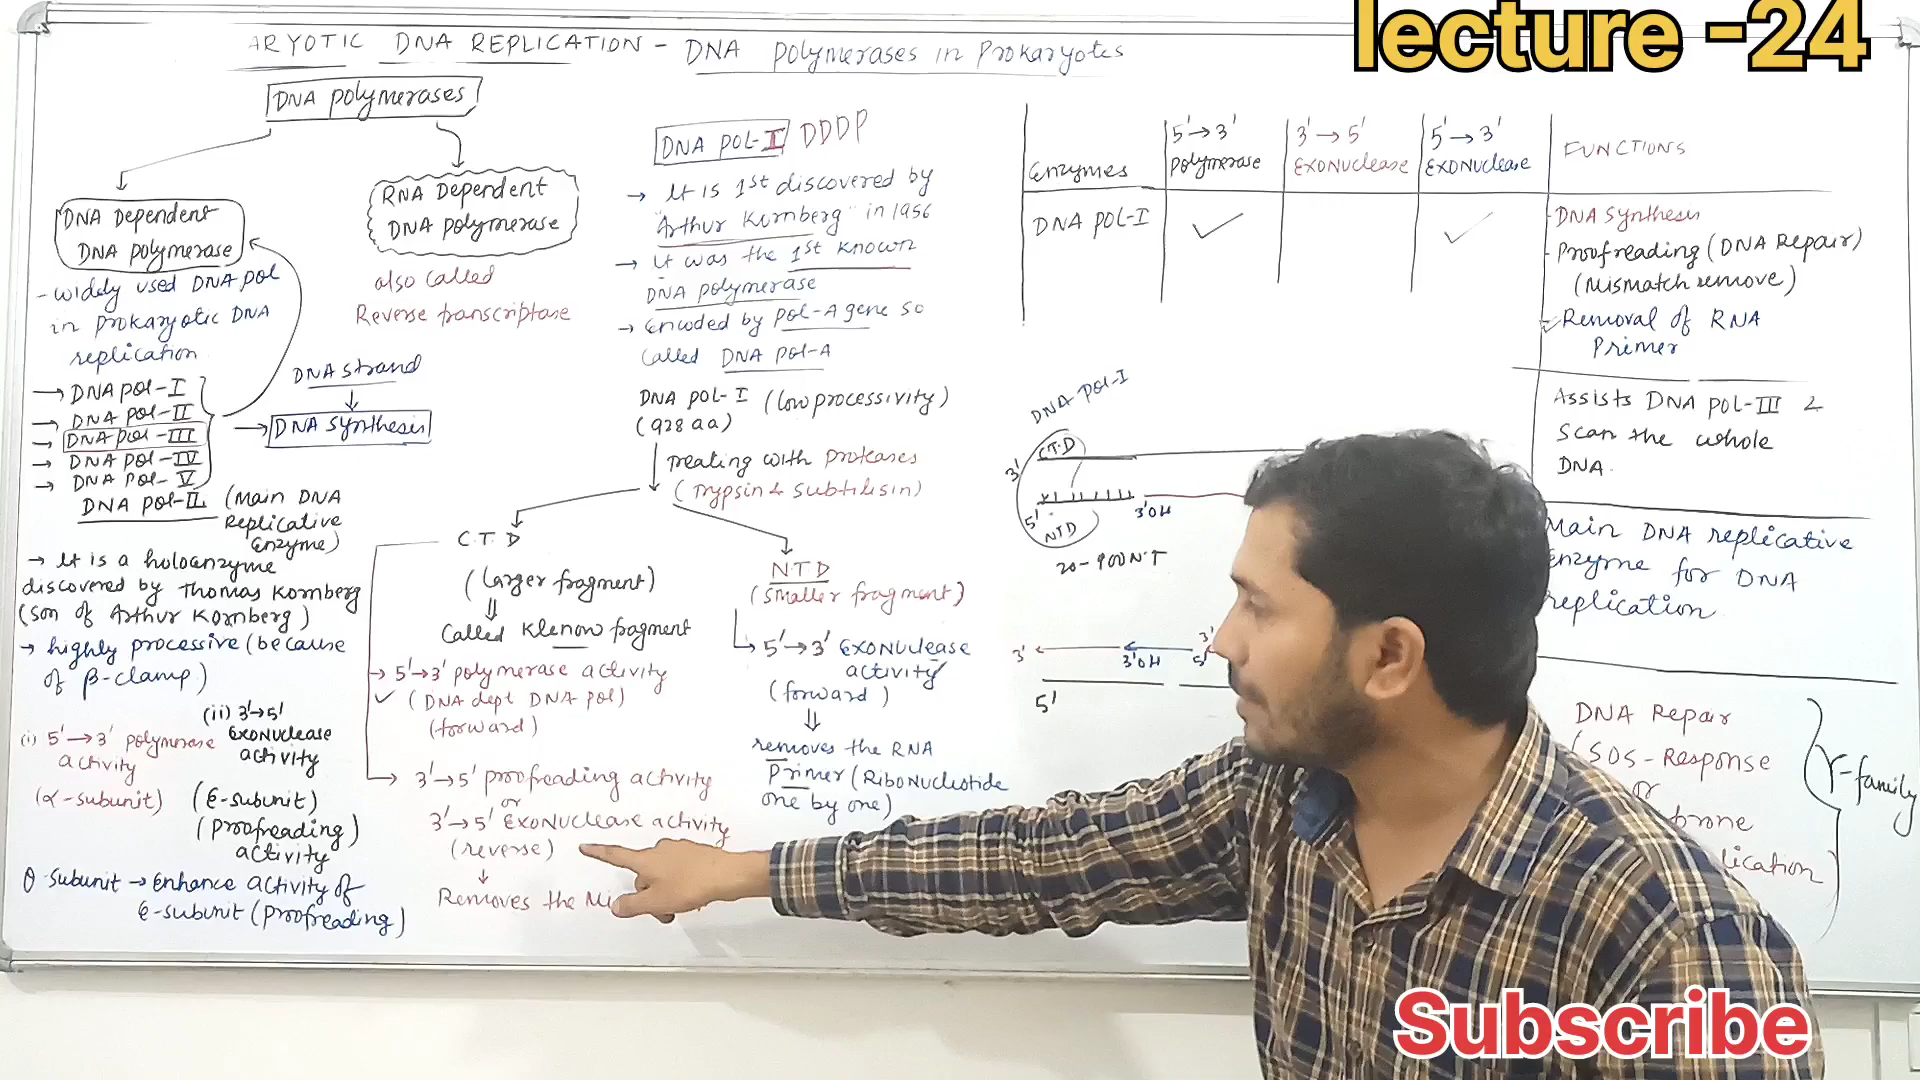 lecture -24
ARYOTIC DNA REPLICATION - DNA Polymerases in Prokaryotes
DNA Polymerases
DNA Dependent
DNA Polymerase
- widely used DNA pol
in prokaryotic DNA
replication
RNA Dependent
DNA polymerase
also called
Reverse transcriptase
→ DNA pol-I
→ DNA pol-II
→ DNA pol-III
→ DNA pol-IV
→ DNA pol-V
DNA strand
↓
→ DNA synthesis
DNA pol-III (Main DNA
Replicative
Enzyme)
→ It is a holoenzyme
discovered by Thomas Kornberg
(son of Arthur Kornberg)
→ highly processive (because
of β-clamp)
(i) 5'→3' polymerase
activity
(α-subunit)
(ii) 3'→5'
Exonuclease
activity
(ε-subunit)
(Proofreading)
activity
θ-subunit → Enhance activity of
ε-subunit (Proofreading)
DNA Pol-I DDDP
→ It is 1st discovered by
"Arthur Kornberg" in 1956
→ It was the 1st known
DNA polymerase
→ Encoded by pol-A gene so
called DNA pol-A
DNA pol-I (low processivity)
(928 aa)
Treating with Proteases
(Trypsin & Subtilisin)
C.T.D
(larger fragment)
⇓
Called Klenow fragment
→ 5'→3' polymerase activity
✓ (DNA dept DNA pol)
(forward)
→ 3'→5' proofreading activity
or
3'→5' Exonuclease activity
(reverse)
↓
Removes the Mi
N.T.D
(smaller fragment)
5'→3' Exonuclease
activity
(forward)
⇓
removes the RNA
Primer (Ribonucleotide
one by one)
Enzymes
5'→3'
Polymerase
3'→5'
Exonuclease
5'→3'
Exonuclease
FUNCTIONS
DNA Pol-I ✓ ✓
- DNA Synthesis
- Proofreading (DNA Repair)
(Mismatch remove)
- Removal of RNA
Primer
Assists DNA pol-III &
Scan the whole
DNA.
Main DNA replicative
Enzyme for DNA
replication
DNA Repair
(SOS-Response
or
prone
lication)
Y-family
DNA Pol-I
C.T.D
3'
5'
NTD
3'OH
3'
3'OH
5'
3'
5'
Subscribe